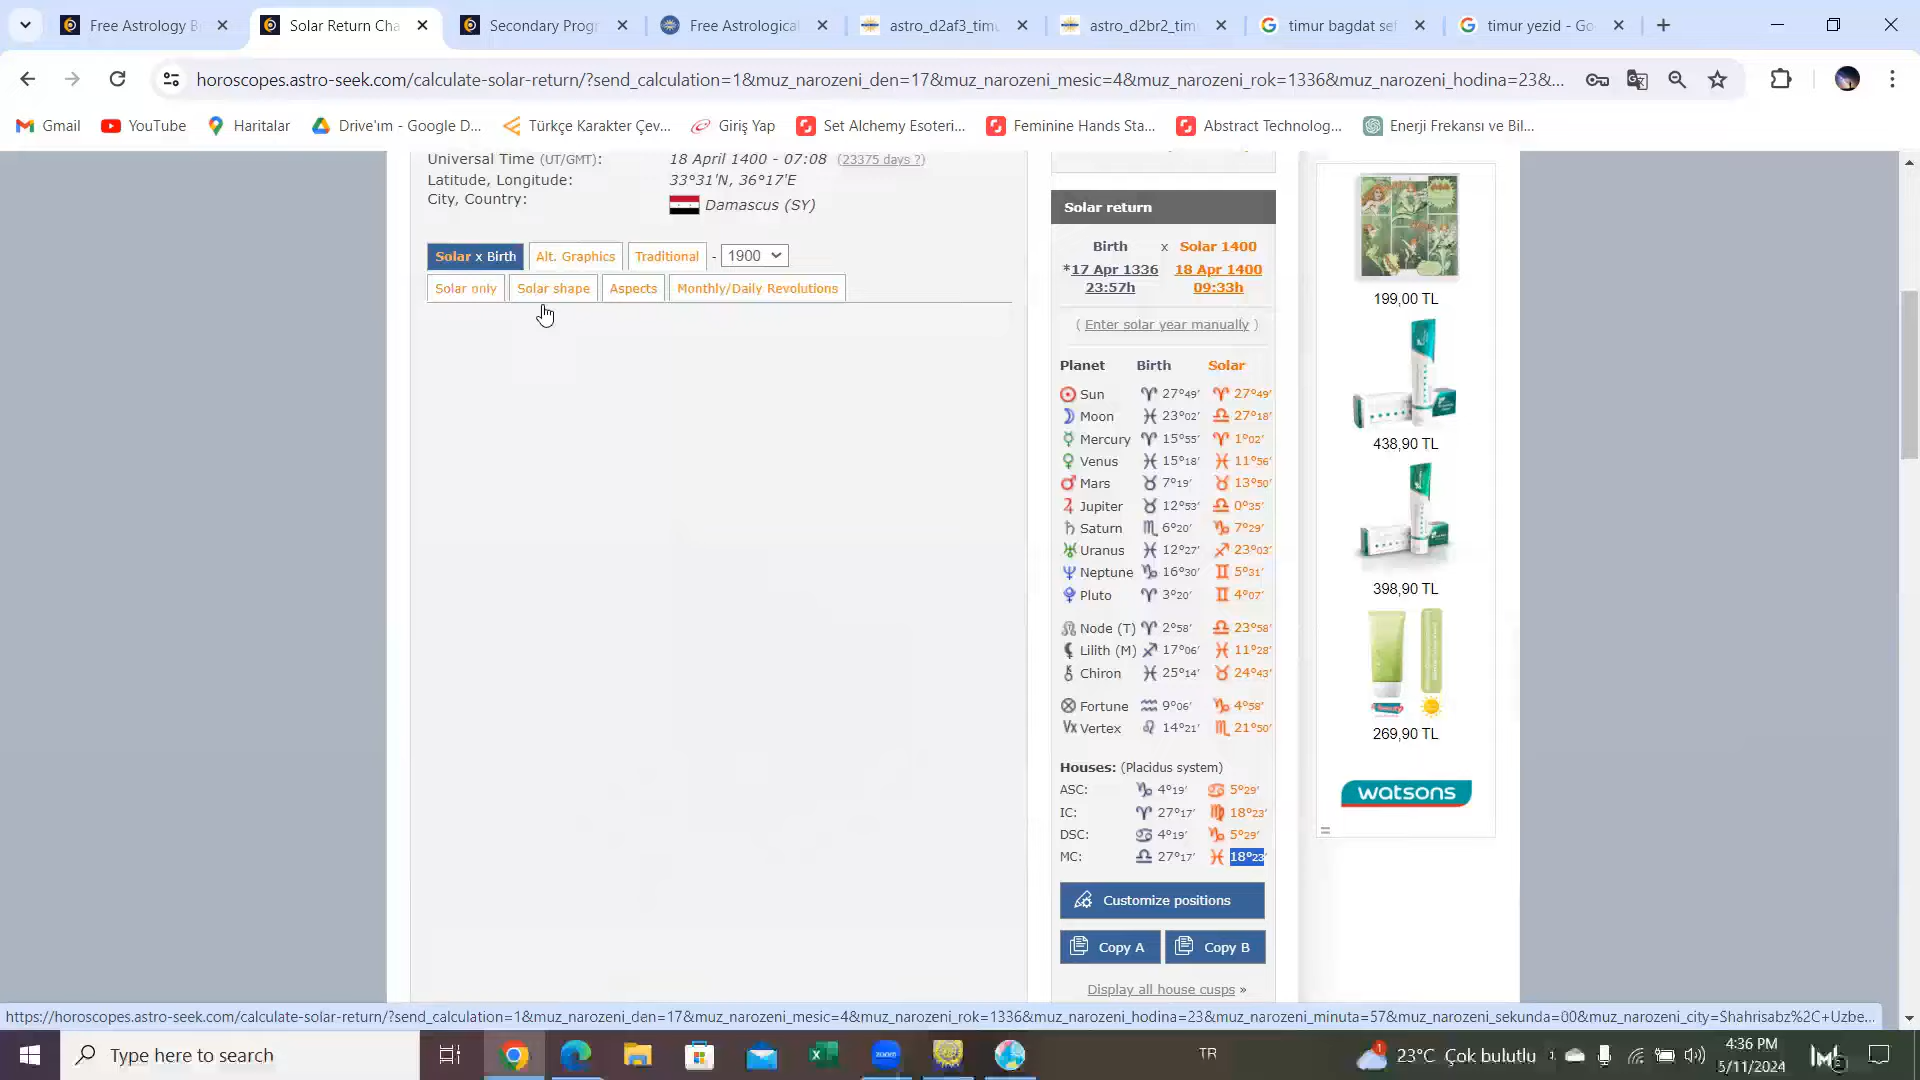 Free Astrology B
Solar Return Cha
Secondary Progr
Free Astrological
astro_d2af3_timu
astro_d2br2_tim
timur bagdat sef
timur yezid - Go
horoscopes.astro-seek.com/calculate-solar-return/?send_calculation=1&muz_narozeni_den=17&muz_narozeni_mesic=4&muz_narozeni_rok=1336&muz_narozeni_hodina=23&...
Gmail
YouTube
Haritalar
Drive'ım - Google D...
Türkçe Karakter Çev...
Giriş Yap
Set Alchemy Esoteri...
Feminine Hands Sta...
Abstract Technolog...
Enerji Frekansı ve Bil...
Universal Time (UT/GMT): 18 April 1400 - 07:08 (23375 days ?)
Latitude, Longitude: 33°31'N, 36°17'E
City, Country: Damascus (SY)
Solar x Birth Alt. Graphics Traditional - 1900
Solar only Solar shape Aspects Monthly/Daily Revolutions
Solar return
Birth x Solar 1400
*17 Apr 1336 18 Apr 1400
23:57h 09:33h
( Enter solar year manually )
Planet Birth Solar
Sun ♈ 27°49' ♈ 27°49'
Moon ♓ 23°02' ♎ 27°18'
Mercury ♈ 15°55' ♈ 1°02'
Venus ♓ 15°18' ♓ 11°56'
Mars ♉ 7°19' ♉ 13°50'
Jupiter ♉ 12°53' ♎ 0°35'
Saturn ♏ 6°20' ♑ 7°29'
Uranus ♓ 12°27' ♐ 23°03'
Neptune ♑ 16°30' ♊ 5°31'
Pluto ♈ 3°20' ♊ 4°07'
Node (T) ♈ 2°58' ♎ 23°58'
Lilith (M) ♐ 17°06' ♓ 11°28'
Chiron ♓ 25°14' ♉ 24°43'
Fortune ♒ 9°06' ♑ 4°58'
Vx Vertex ♌ 14°21' ♏ 21°50'
Houses: (Placidus system)
ASC: ♑ 4°19' ♋ 5°29'
IC: ♈ 27°17' ♍ 18°23'
DSC: ♋ 4°19' ♑ 5°29'
MC: ♎ 27°17' ♓ 18°23'
Customize positions
Copy A Copy B
Display all house cusps »
199,00 TL
438,90 TL
398,90 TL
269,90 TL
watsons
https://horoscopes.astro-seek.com/calculate-solar-return/?send_calculation=1&muz_narozeni_den=17&muz_narozeni_mesic=4&muz_narozeni_rok=1336&muz_narozeni_hodina=23&muz_narozeni_minuta=57&muz_narozeni_sekunda=00&muz_narozeni_city=Shahrisabz%2C+Uzbe...
Type here to search
zoom
TR
1
23°C Çok bulutlu
4:36 PM
5/11/2024